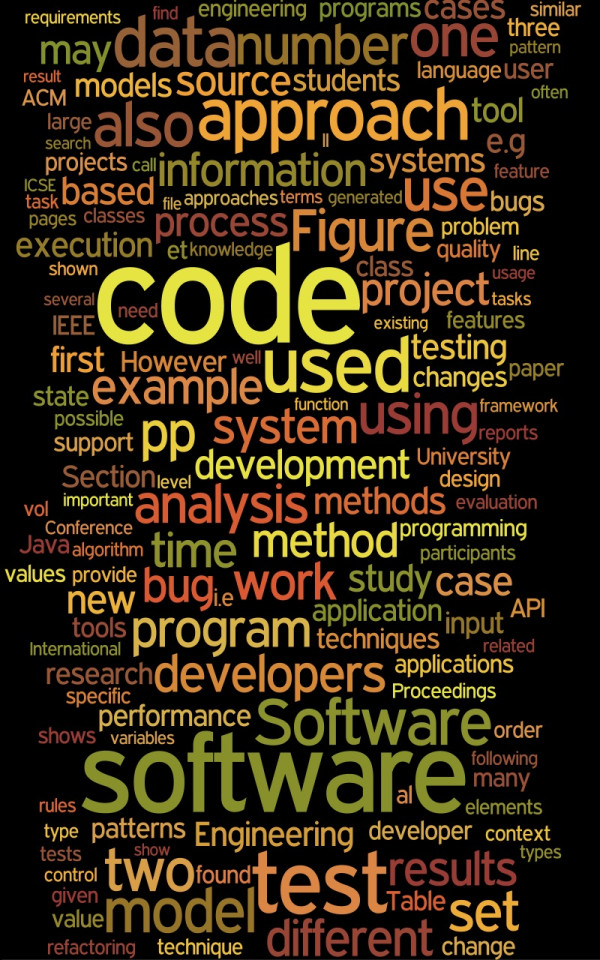 requirements find engineering programs cases similar
may data number one three pattern
result models source students language user
ACM often
large also approach tool
search ll e.g
projects call information systems feature
ICSE based use bugs
task file approaches terms generated
pages classes process Figure problem
execution et knowledge quality line
shown code class usage
several need project tasks
IEEE existing features
first However well used testing
state example changes paper
possible function using framework
support pp system reports
Section level development University
design
vol important analysis methods evaluation
Conference
Java algorithm time method programming
participants
values provide bug i.e work study case
new application input API
tools program techniques
International related
research developers applications
specific Proceedings
performance Software order
shows variables
software following
many
rules al elements
type patterns Engineering developer context
tests show types
control two found test results
given Table
value model set
refactoring technique different change